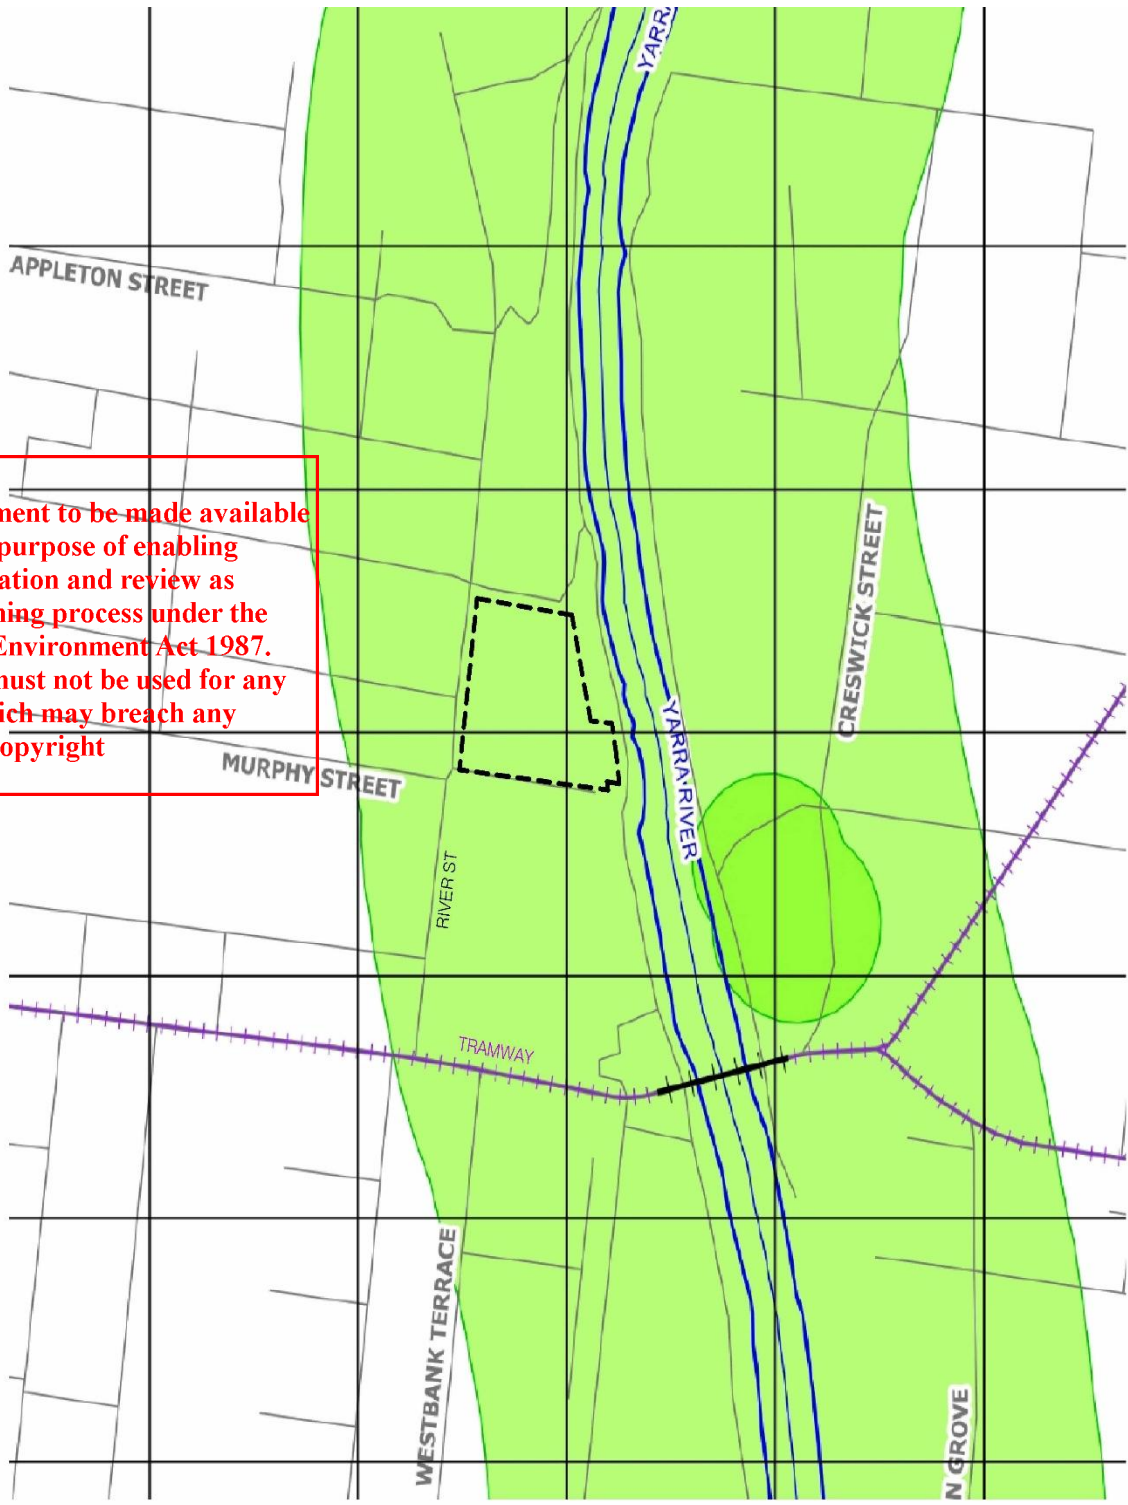 YARRA
APPLETON STREET
ment to be made available
purpose of enabling
ation and review as
ning process under the
Environment Act 1987.
must not be used for any
ich may breach any
opyright
CRESWICK STREET
YARRA RIVER
MURPHY STREET
RIVER ST
TRAMWAY
WESTBANK TERRACE
N GROVE